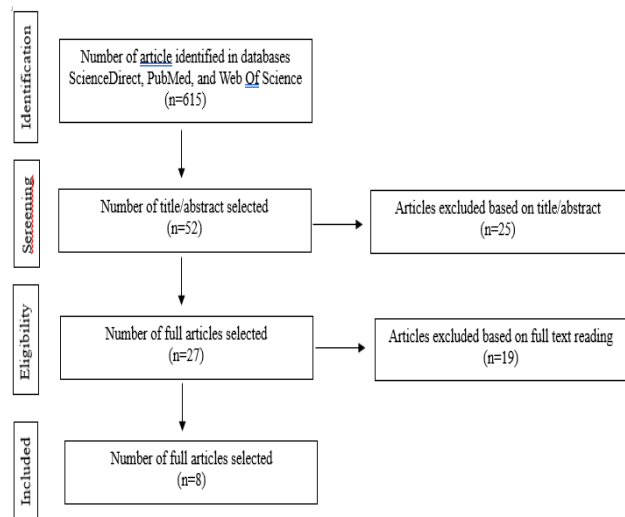 Identification
Number of article identified in databases
ScienceDirect, PubMed, and Web Of Science
(n=615)
Sereening
Number of title/abstract selected
(n=52)
Articles excluded based on title/abstract
(n=25)
Eligibility
Number of full articles selected
(n=27)
Articles excluded based on full text reading
(n=19)
Included
Number of full articles selected
(n=8)